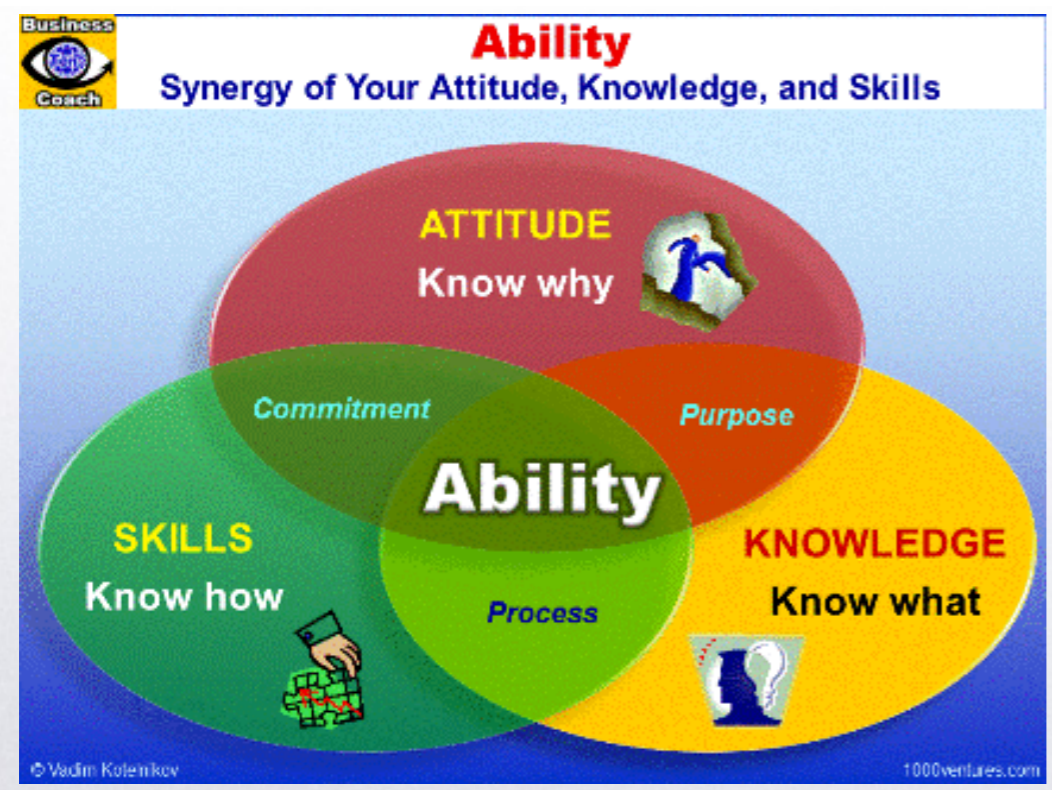 Business
Coach
Ability
Synergy of Your Attitude, Knowledge, and Skills
ATTITUDE
Know why
Commitment
Purpose
Ability
SKILLS
Know how
KNOWLEDGE
Know what
Process
© Vadim Kotelnikov
1000ventures.com